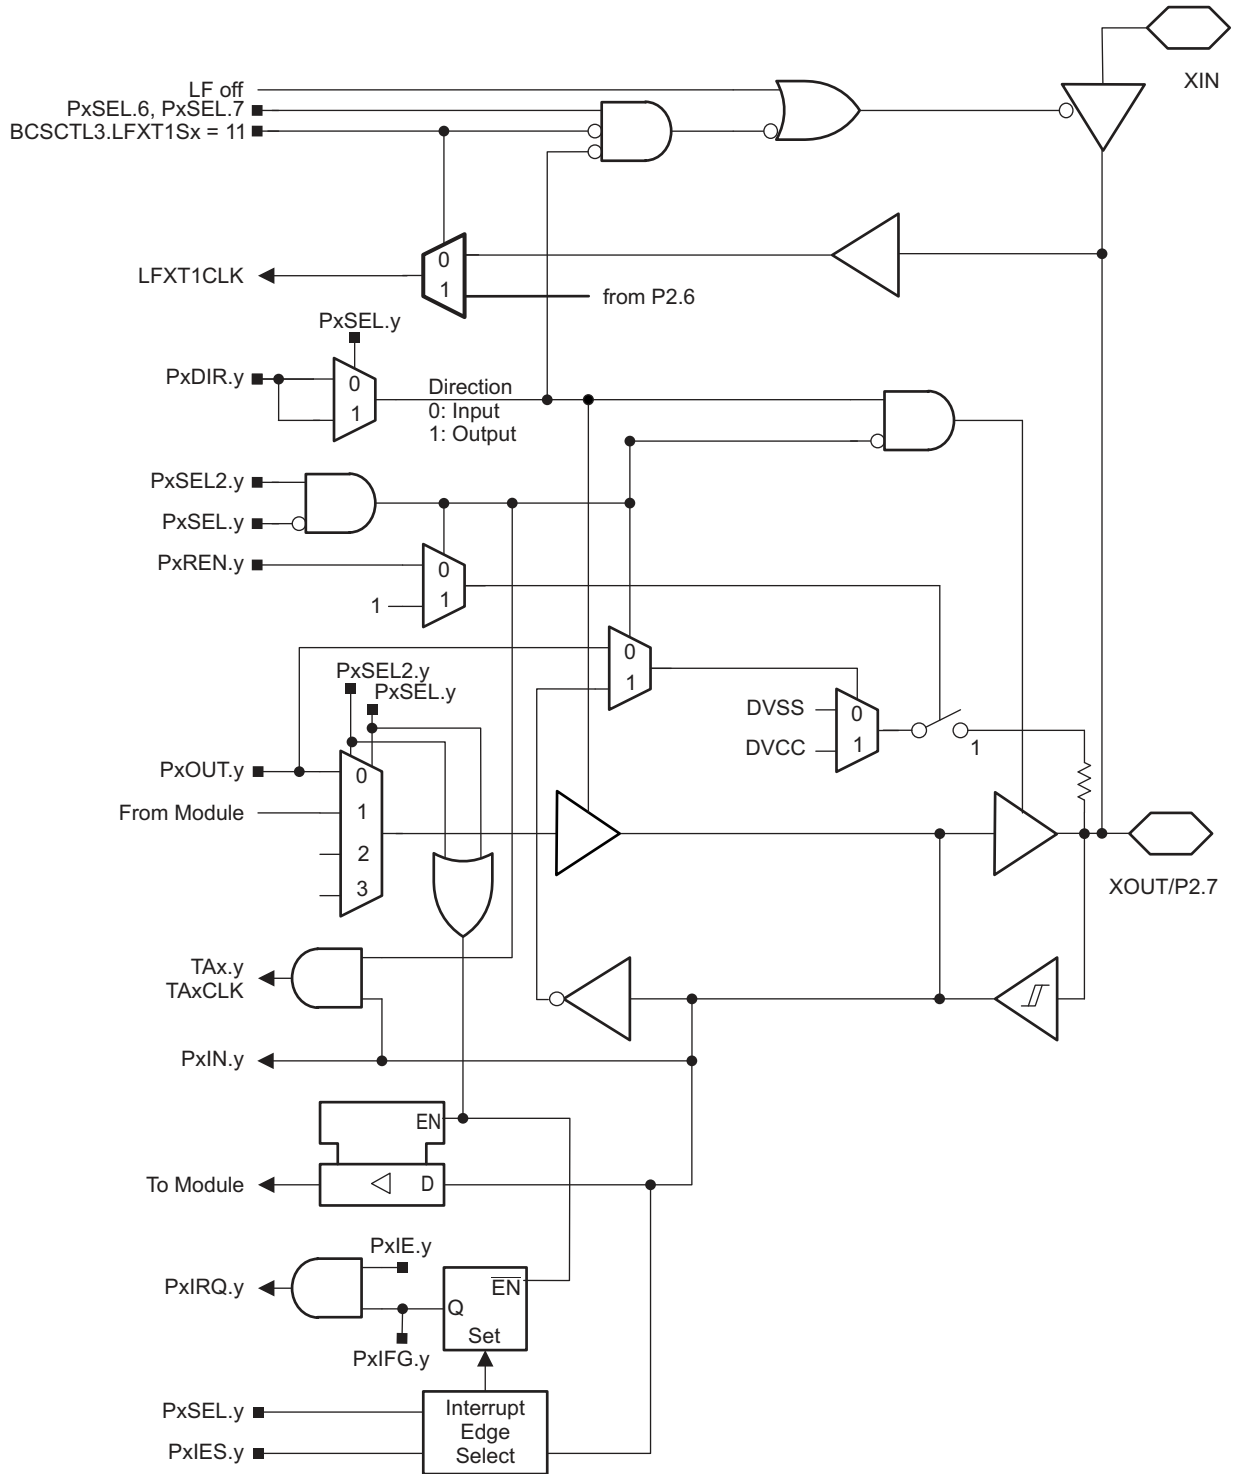 XIN
LF off
PxSEL.6, PxSEL.7
BCSCTL3.LFXT1Sx = 11
0
LFXT1CLK
1
from P2.6
PxSEL.y
PxDIR.y
0
1
Direction
0: Input
1: Output
PxSEL2.y
PxSEL.y
PxREN.y
0
1
1
0
1
PxSEL2.y
PxSEL.y
DVSS
0
DVCC
1
1
PxOUT.y
0
From Module
1
2
3
XOUT/P2.7
TAx.y
TAxCLK
PxIN.y
EN
To Module
D
PxIE.y
PxIRQ.y
EN
Q
Set
PxIFG.y
PxSEL.y
PxIES.y
Interrupt
Edge
Select